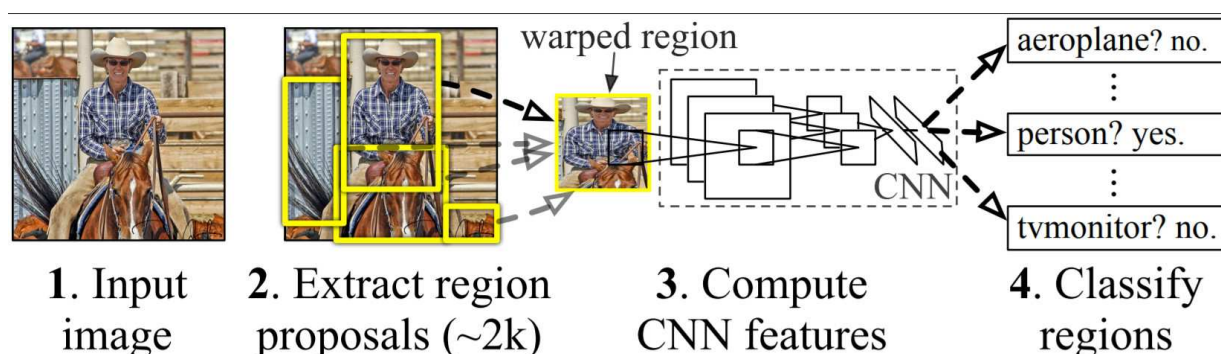 warped region
aeroplane? no.
person? yes.
CNN
tvmonitor? no.
1. Input
image
2. Extract region
proposals (~2k)
3. Compute
CNN features
4. Classify
regions